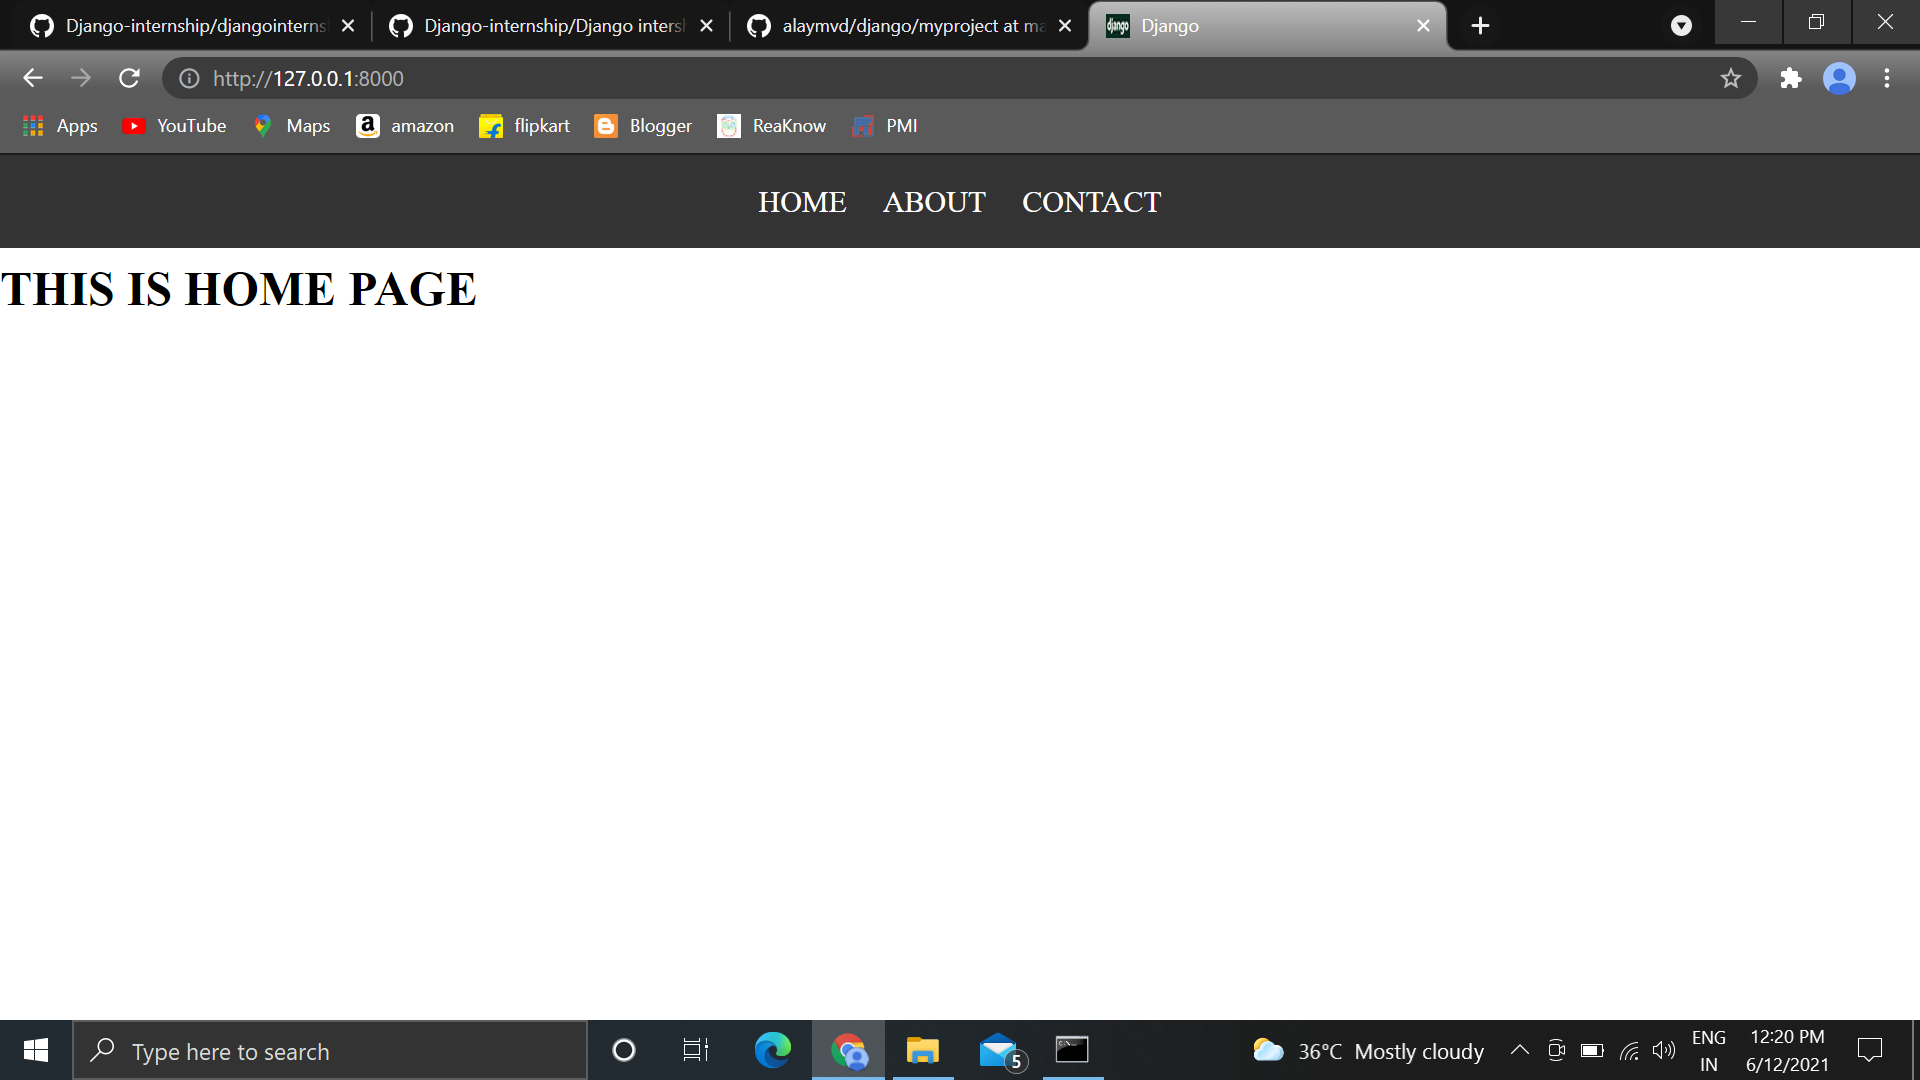 Django-internship/djangointerns
Django-internship/Django inters
alaymvd/django/myproject at ma
django
Django
http://127.0.0.1:8000
Apps
YouTube
Maps
a
amazon
flipkart
Blogger
ReaKnow
PMI
HOME
ABOUT
CONTACT
THIS IS HOME PAGE
Type here to search
5
36°C Mostly cloudy
ENG
IN
12:20 PM
6/12/2021